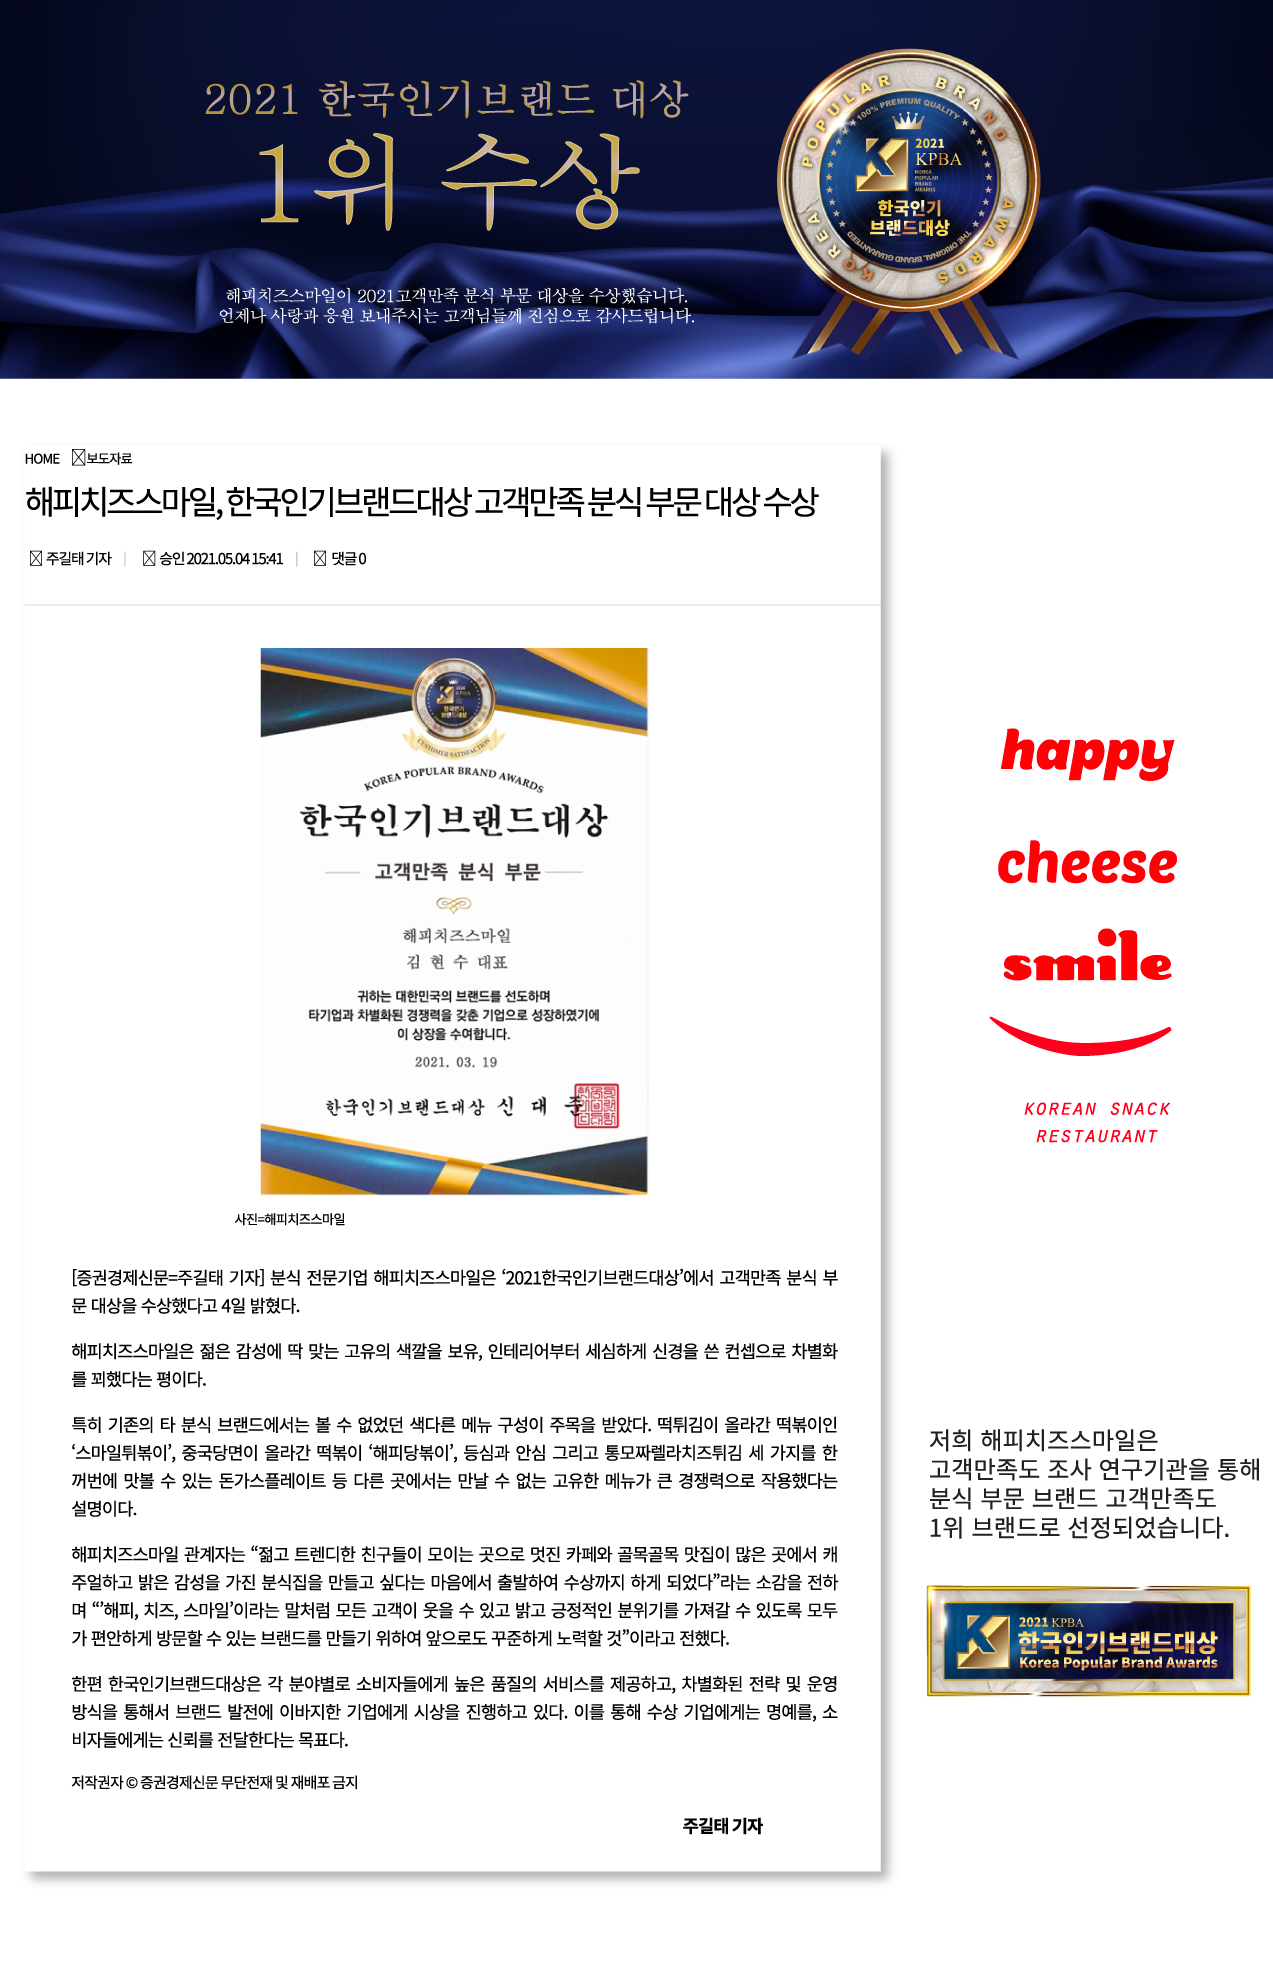 2021 한국인기브랜드 대상
1위 수상
해피치즈스마일이 2021고객만족 분식 부문 대상을 수상했습니다.
언제나 사랑과 응원 보내주시는 고객님들께 진심으로 감사드립니다.
KOREA POPULAR BRAND AWARDS
100% PREMIUM QUALITY
2021
KPBA
KOREA
POPULAR
BRAND
AWARDS
한국인기
브랜드대상
THE ORIGINAL BRAND GUARANTEED
HOME 보도자료
해피치즈스마일, 한국인기브랜드대상 고객만족 분식 부문 대상 수상
주길태 기자 | 승인 2021.05.04 15:41 | 댓글 0
KPBA
한국인기
브랜드대상
CUSTOMER SATISFACTION
KOREA POPULAR BRAND AWARDS
한국인기브랜드대상
고객만족 분식 부문
해피치즈스마일
김 현 수 대표
귀하는 대한민국의 브랜드를 선도하며
타기업과 차별화된 경쟁력을 갖춘 기업으로 성장하였기에
이 상장을 수여합니다.
2021. 03. 19
한국인기브랜드대상 신 대 준
사진=해피치즈스마일
[증권경제신문=주길태 기자] 분식 전문기업 해피치즈스마일은 ‘2021한국인기브랜드대상’에서 고객만족 분식 부
문 대상을 수상했다고 4일 밝혔다.
해피치즈스마일은 젊은 감성에 딱 맞는 고유의 색깔을 보유, 인테리어부터 세심하게 신경을 쓴 컨셉으로 차별화
를 꾀했다는 평이다.
특히 기존의 타 분식 브랜드에서는 볼 수 없었던 색다른 메뉴 구성이 주목을 받았다. 떡튀김이 올라간 떡볶이인
‘스마일튀볶이’, 중국당면이 올라간 떡볶이 ‘해피당볶이’, 등심과 안심 그리고 통모짜렐라치즈튀김 세 가지를 한
꺼번에 맛볼 수 있는 돈가스플레이트 등 다른 곳에서는 만날 수 없는 고유한 메뉴가 큰 경쟁력으로 작용했다는
설명이다.
해피치즈스마일 관계자는 “젊고 트렌디한 친구들이 모이는 곳으로 멋진 카페와 골목골목 맛집이 많은 곳에서 캐
주얼하고 밝은 감성을 가진 분식집을 만들고 싶다는 마음에서 출발하여 수상까지 하게 되었다”라는 소감을 전하
며 “’해피, 치즈, 스마일’이라는 말처럼 모든 고객이 웃을 수 있고 밝고 긍정적인 분위기를 가져갈 수 있도록 모두
가 편안하게 방문할 수 있는 브랜드를 만들기 위하여 앞으로도 꾸준하게 노력할 것”이라고 전했다.
한편 한국인기브랜드대상은 각 분야별로 소비자들에게 높은 품질의 서비스를 제공하고, 차별화된 전략 및 운영
방식을 통해서 브랜드 발전에 이바지한 기업에게 시상을 진행하고 있다. 이를 통해 수상 기업에게는 명예를, 소
비자들에게는 신뢰를 전달한다는 목표다.
저작권자 © 증권경제신문 무단전재 및 재배포 금지
주길태 기자
happy
cheese
smile
KOREAN SNACK
RESTAURANT
저희 해피치즈스마일은
고객만족도 조사 연구기관을 통해
분식 부문 브랜드 고객만족도
1위 브랜드로 선정되었습니다.
2021 KPBA
한국인기브랜드대상
Korea Popular Brand Awards